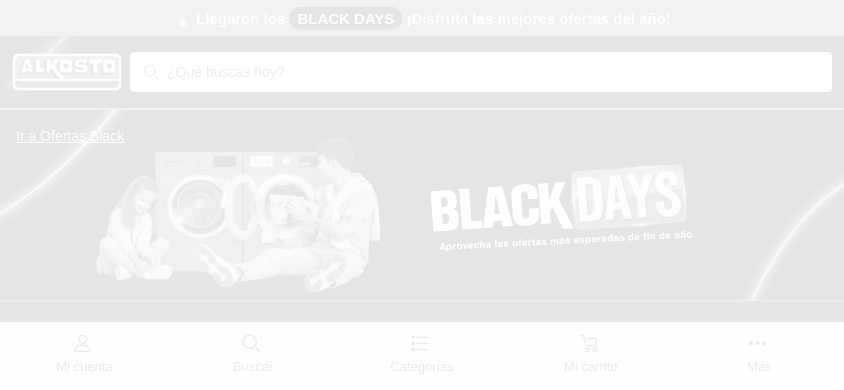 Llegaron los BLACK DAYS ¡Disfruta las mejores ofertas del año!
ALKOSTO
¿Qué buscas hoy?
Ir a Ofertas Black
BLACK DAYS
Aprovecha las ofertas más esperadas de fin de año
Mi cuenta
Buscar
Categorías
Mi carrito
Más